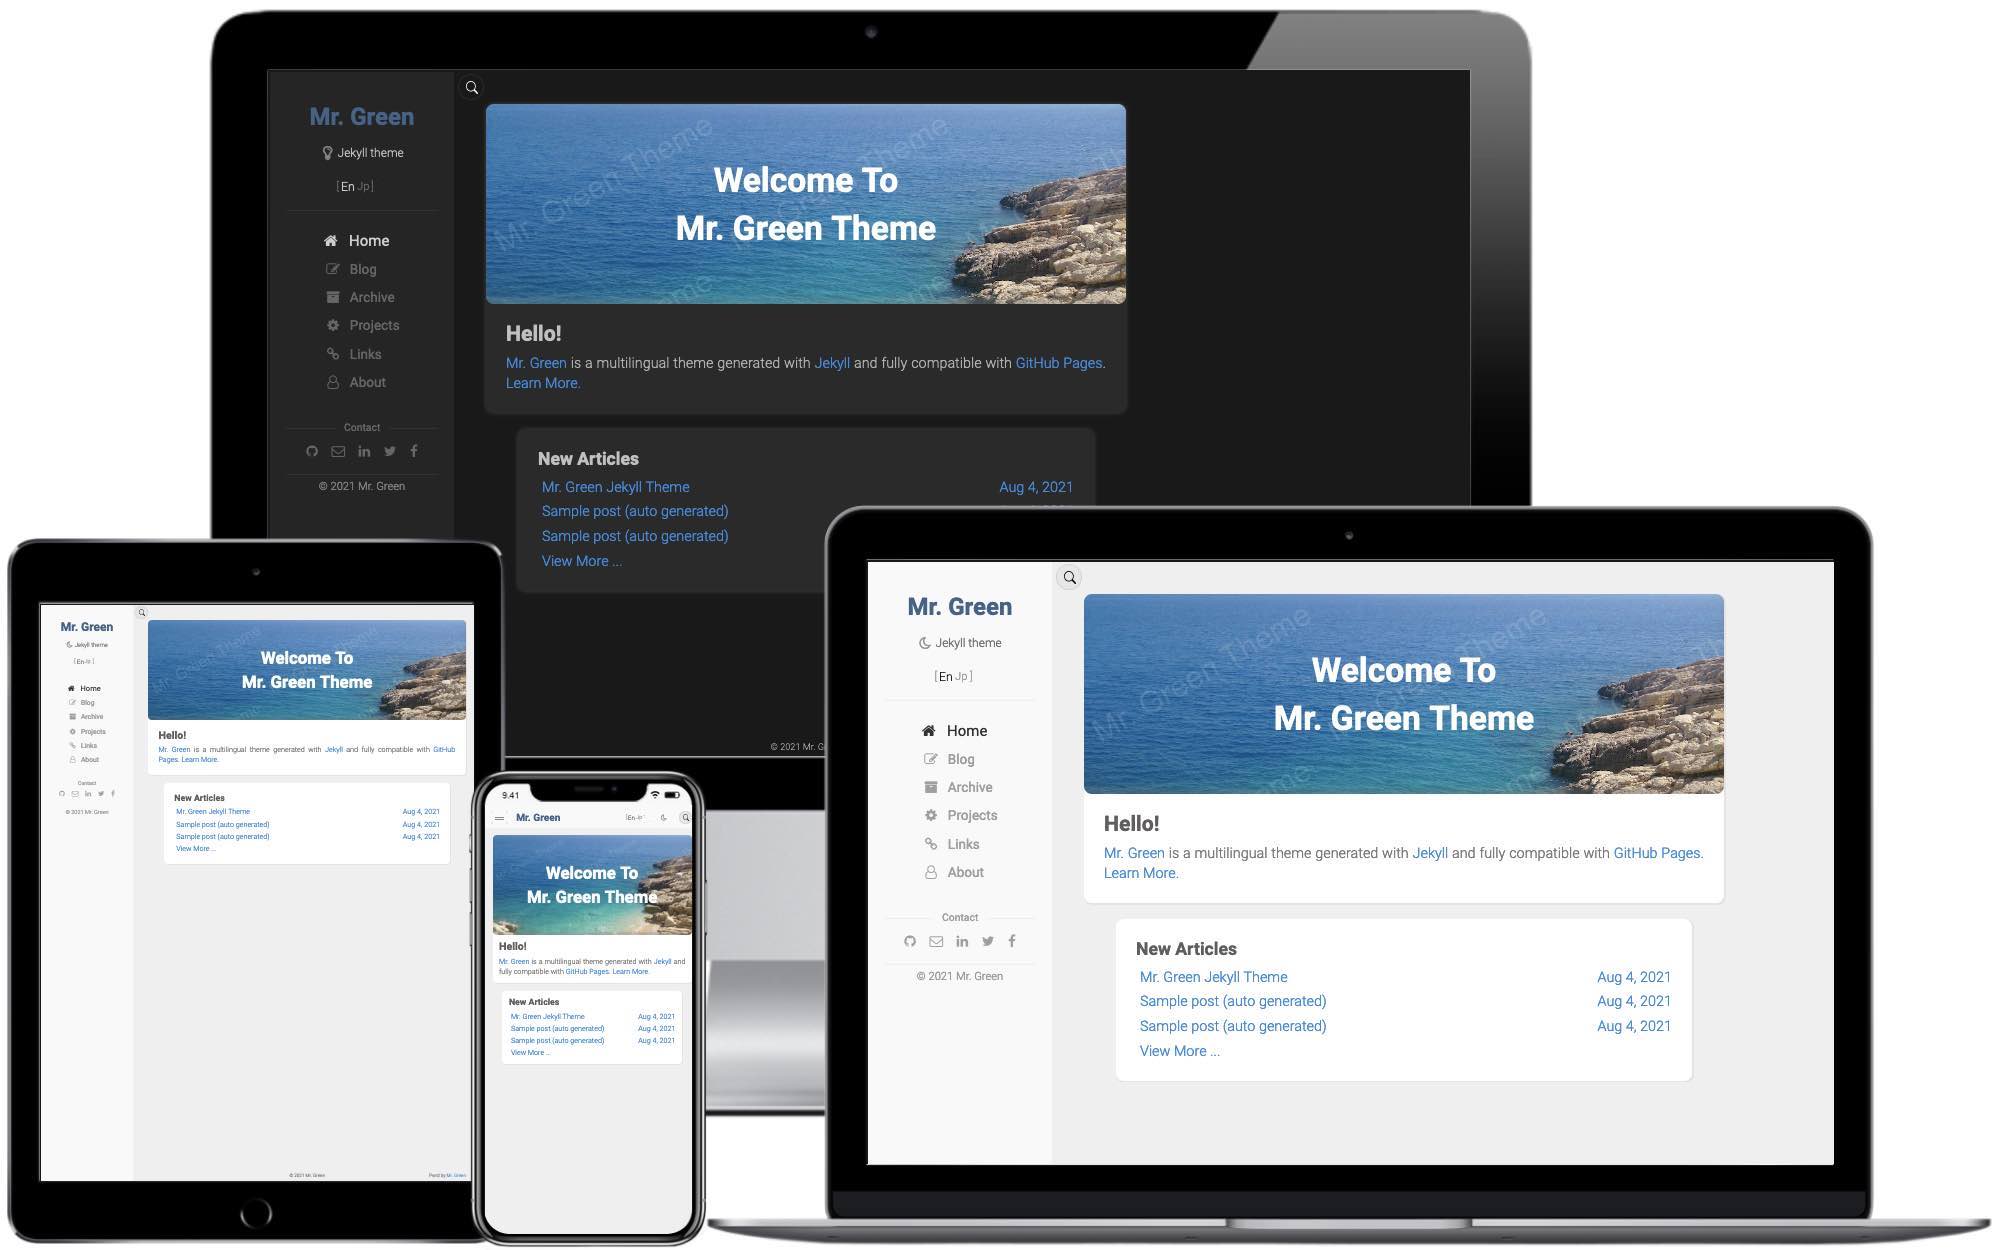 Mr. Green
Jekyll theme
[En Jp]
Home
Blog
Archive
Projects
Links
About
Contact
© 2021 Mr. Green
Mr. Green Theme
Welcome To
Mr. Green Theme
Hello!
Mr. Green is a multilingual theme generated with Jekyll and fully compatible with GitHub Pages.
Learn More.
New Articles
Mr. Green Jekyll Theme Aug 4, 2021
Sample post (auto generated)
Sample post (auto generated)
View More ...
© 2021 Mr. G
Mr. Green
Jekyll theme
[En Jp]
Home
Blog
Archive
Projects
Links
About
Contact
© 2021 Mr. Green
Welcome To
Mr. Green Theme
Hello!
Mr. Green is a multilingual theme generated with Jekyll and fully compatible with GitHub
Pages. Learn More.
New Articles
Mr. Green Jekyll Theme Aug 4, 2021
Sample post (auto generated) Aug 4, 2021
Sample post (auto generated) Aug 4, 2021
View More ...
© 2021 Mr. Green
Mr. Green
9:41
Mr. Green [En Jp]
Welcome To
Mr. Green Theme
Hello!
Mr. Green is a multilingual theme generated with Jekyll and
fully compatible with GitHub Pages. Learn More.
New Articles
Mr. Green Jekyll Theme Aug 4, 2021
Sample post (auto generated) Aug 4, 2021
Sample post (auto generated) Aug 4, 2021
View More ...
Mr. Green
Jekyll theme
[En Jp]
Home
Blog
Archive
Projects
Links
About
Contact
© 2021 Mr. Green
Mr. Green Theme
Welcome To
Mr. Green Theme
Hello!
Mr. Green is a multilingual theme generated with Jekyll and fully compatible with GitHub Pages.
Learn More.
New Articles
Mr. Green Jekyll Theme Aug 4, 2021
Sample post (auto generated) Aug 4, 2021
Sample post (auto generated) Aug 4, 2021
View More ...